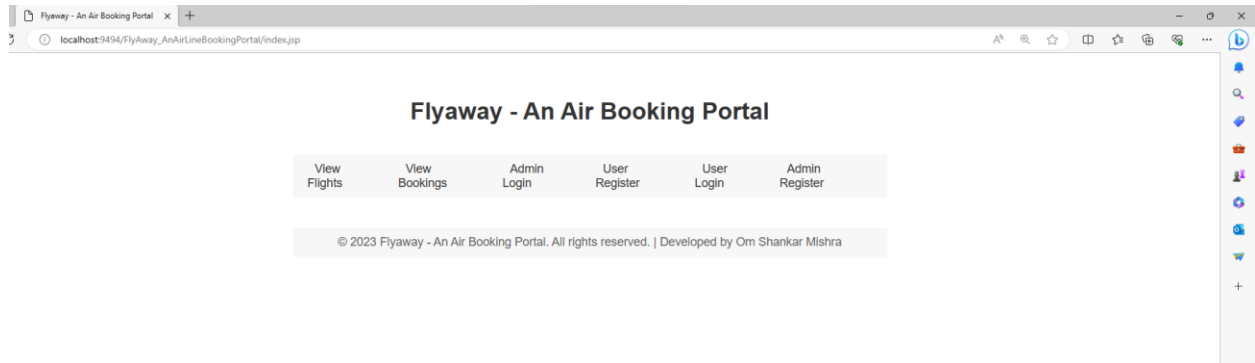 Flyaway - An Air Booking Portal
localhost:9494/FlyAway_AnAirLineBookingPortal/index.jsp
Flyaway - An Air Booking Portal
View Flights
View Bookings
Admin Login
User Register
User Login
Admin Register
© 2023 Flyaway - An Air Booking Portal. All rights reserved. | Developed by Om Shankar Mishra